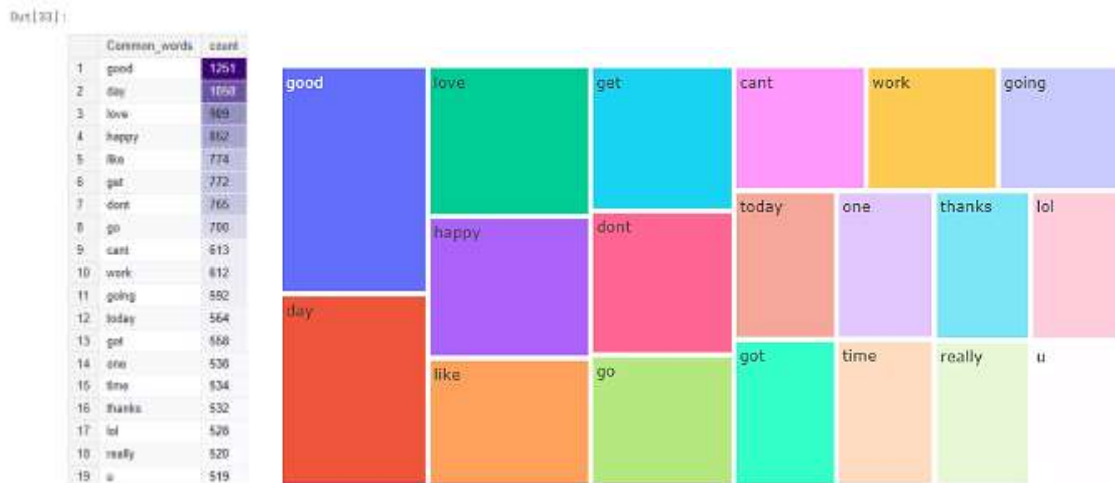 Out[33]:
Common_words count
1 good 1251
2 day
3 love 909
4 happy 852
5 like 774
6 get 772
7 dont 765
8 go 700
9 cant 613
10 work 612
11 going 592
12 today 564
13 got 558
14 one 536
15 time 534
16 thanks 532
17 lol 528
18 really 520
19 u 519
good love get cant work going
today one thanks lol
happy dont
day
got time really u
like go